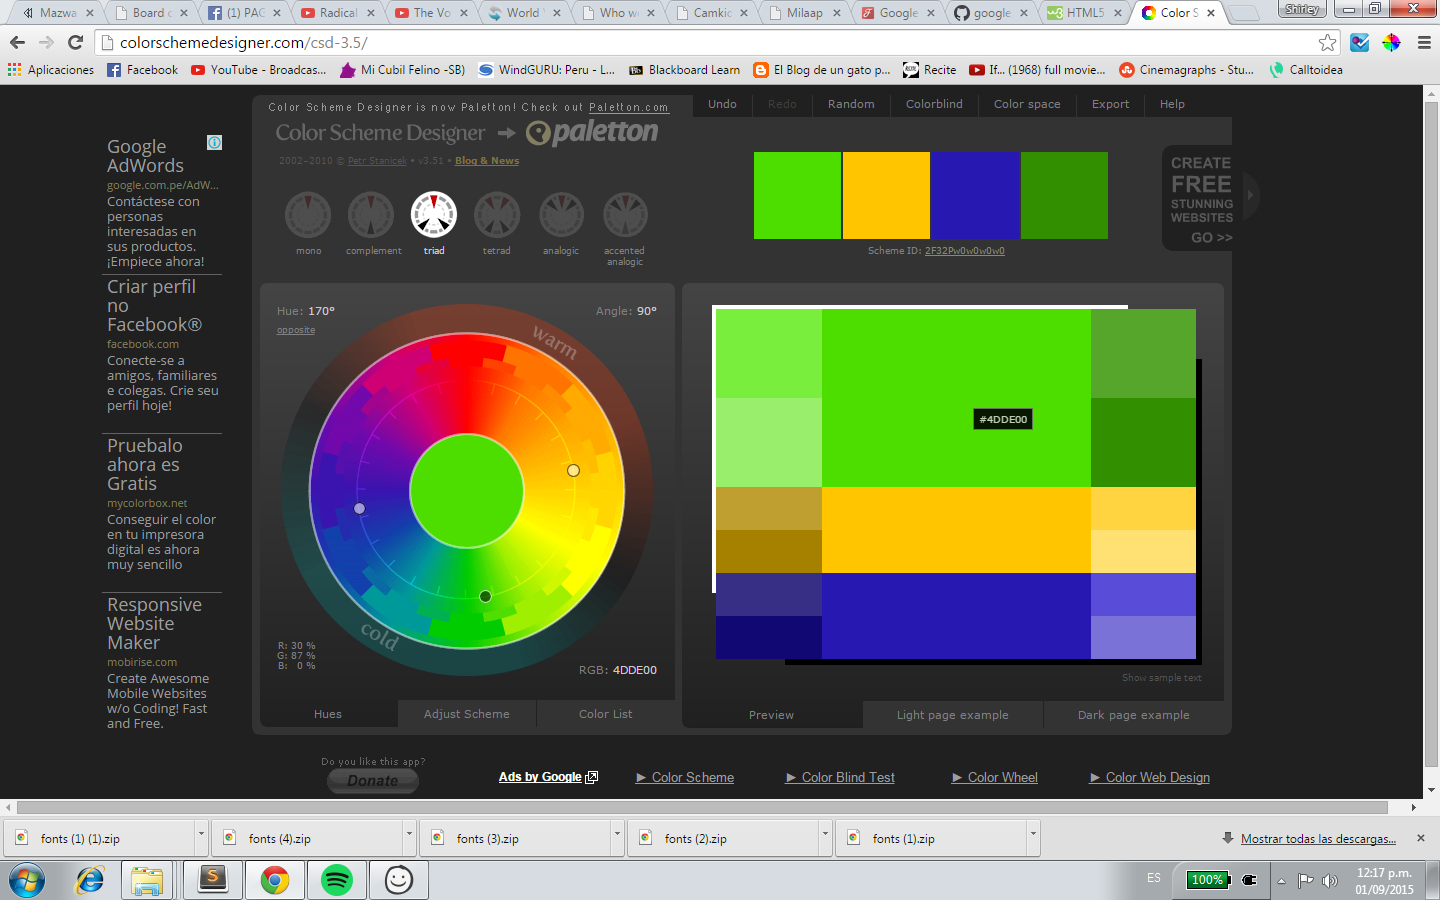 Mazwa
Board c
(1) PAG
Radical
The Vo
World
Who w
Camkic
Milaap
Google
google
HTML5
Color S
Shirley
colorschemedesigner.com/csd-3.5/
Aplicaciones
Facebook
YouTube - Broadcas...
Mi Cubil Felino -SB)
WindGURU: Peru - L...
Bb
Blackboard Learn
El Blog de un gato p...
Recite
If... (1968) full movie...
Cinemagraphs - Stu...
Calltoidea
Color Scheme Designer is now Paletton! Check out Paletton.com
Undo
Redo
Random
Colorblind
Color space
Export
Help
Color Scheme Designer
paletton
2002–2010 © Petr Stanicek • v3.51 • Blog & News
mono
complement
triad
tetrad
analogic
accented
analogic
Scheme ID: 2F32Pw0w0w0w0
CREATE
FREE
STUNNING
WEBSITES
GO >>
Google
AdWords
google.com.pe/AdW...
Contáctese con
personas
interesadas en
sus productos.
¡Empiece ahora!
Criar perfil
no
Facebook®
facebook.com
Conecte-se a
amigos, familiares
e colegas. Crie seu
perfil hoje!
Pruebalo
ahora es
Gratis
mycolorbox.net
Conseguir el color
en tu impresora
digital es ahora
muy sencillo
Responsive
Website
Maker
mobirise.com
Create Awesome
Mobile Websites
w/o Coding! Fast
and Free.
Hue: 170°
opposite
Angle: 90°
warm
cold
R: 30 %
G: 87 %
B: 0 %
RGB: 4DDE00
Hues
Adjust Scheme
Color List
#4DDE00
Show sample text
Preview
Light page example
Dark page example
Do you like this app?
Donate
Ads by Google
► Color Scheme
► Color Blind Test
► Color Wheel
► Color Web Design
fonts (1) (1).zip
fonts (4).zip
fonts (3).zip
fonts (2).zip
fonts (1).zip
Mostrar todas las descargas...
ES
100%
12:17 p.m.
01/09/2015